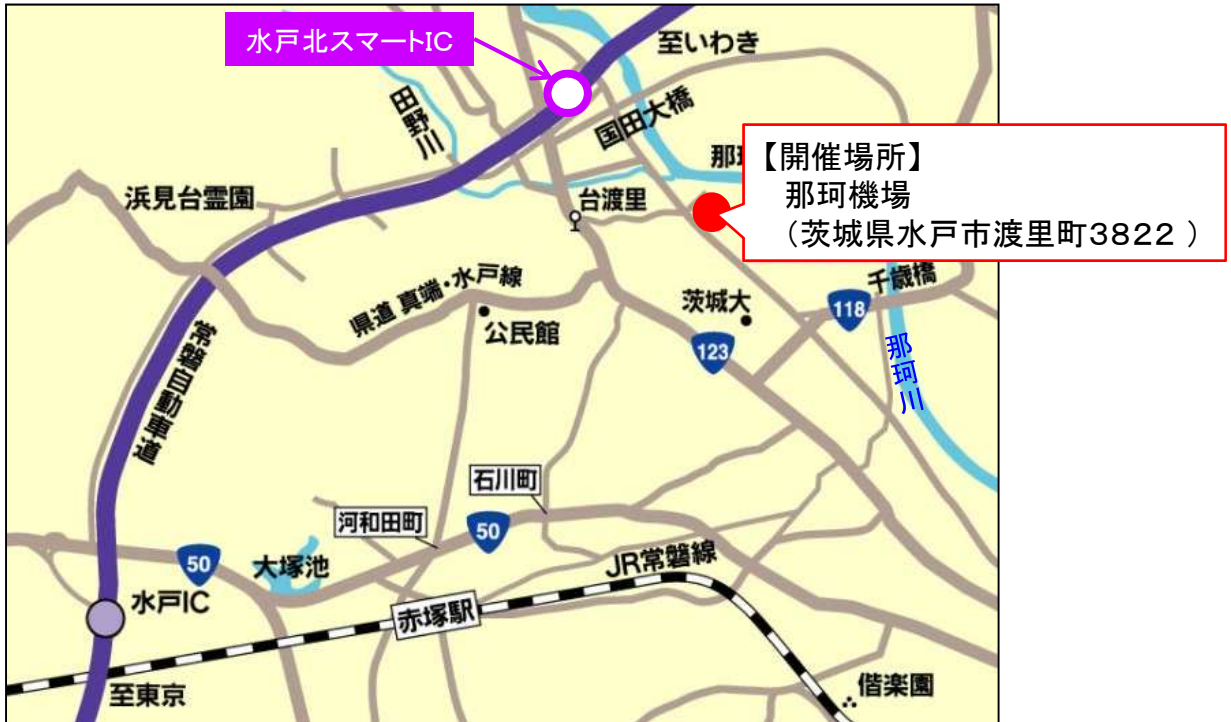 水戸北スマートIC
至いわき
田野川
国田大橋
那珂
【開催場所】
那珂機場
（茨城県水戸市渡里町3822 ）
浜見台霊園
台渡里
千歳橋
県道 真端・水戸線
茨城大
118
公民館
123
常磐自動車道
那珂川
石川町
河和田町
50
50
大塚池
JR常磐線
水戸IC
赤塚駅
至東京
偕楽園